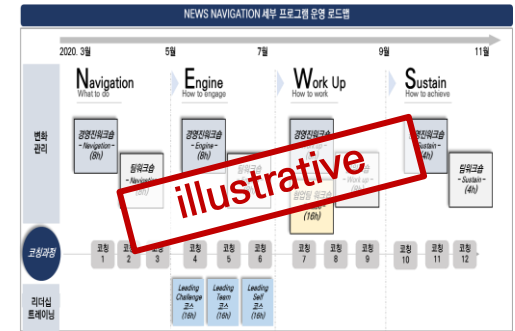 NEWS NAVIGATION 세부 프로그램 운영 로드맵
2020. 3월
5월
7월
9월
11월
Navigation
What to do
Engine
How to engage
Work Up
How to work
Sustain
How to achieve
변화
관리
경영진워크숍
- Navigation -
(8h)
팀워크숍
- Navigation
경영진워크숍
- Engine-
(8h)
경영진워크숍
(16h)
경영진워크숍
Sustain -
(4h)
팀워크숍
- Sustain -
(4h)
illustrative
코칭과정
코칭
1
코칭
2
코칭
3
코칭
4
코칭
5
코칭
6
코칭
7
코칭
8
코칭
9
코칭
10
코칭
11
코칭
12
리더십
트레이닝
Leading
Challenge
코스
(16h)
Leading
Team
코스
(16h)
Leading
Self
코스
(16h)